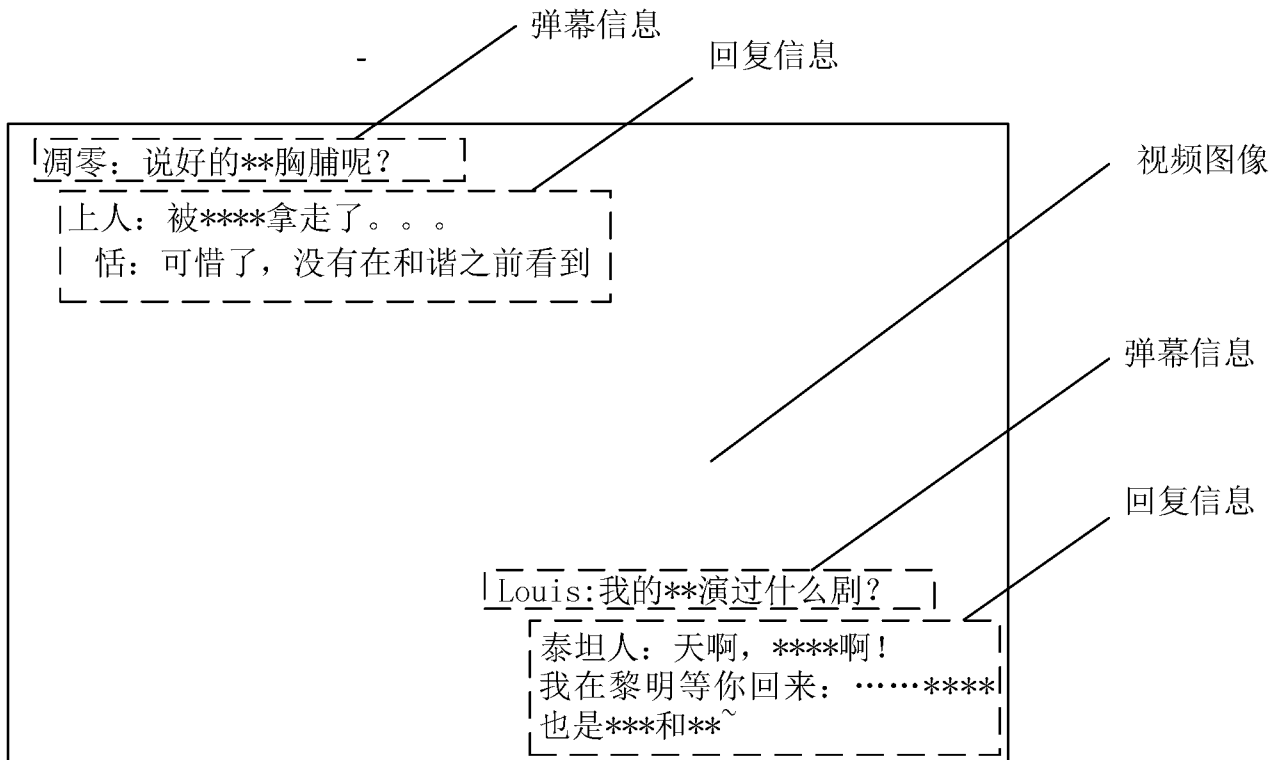 弹幕信息
回复信息
凋零：说好的**胸脯呢？
视频图像
上人：被****拿走了。。。
恬：可惜了，没有在和谐之前看到
弹幕信息
回复信息
Louis:我的**演过什么剧？
泰坦人：天啊，****啊！
我在黎明等你回来：……****
也是***和**~